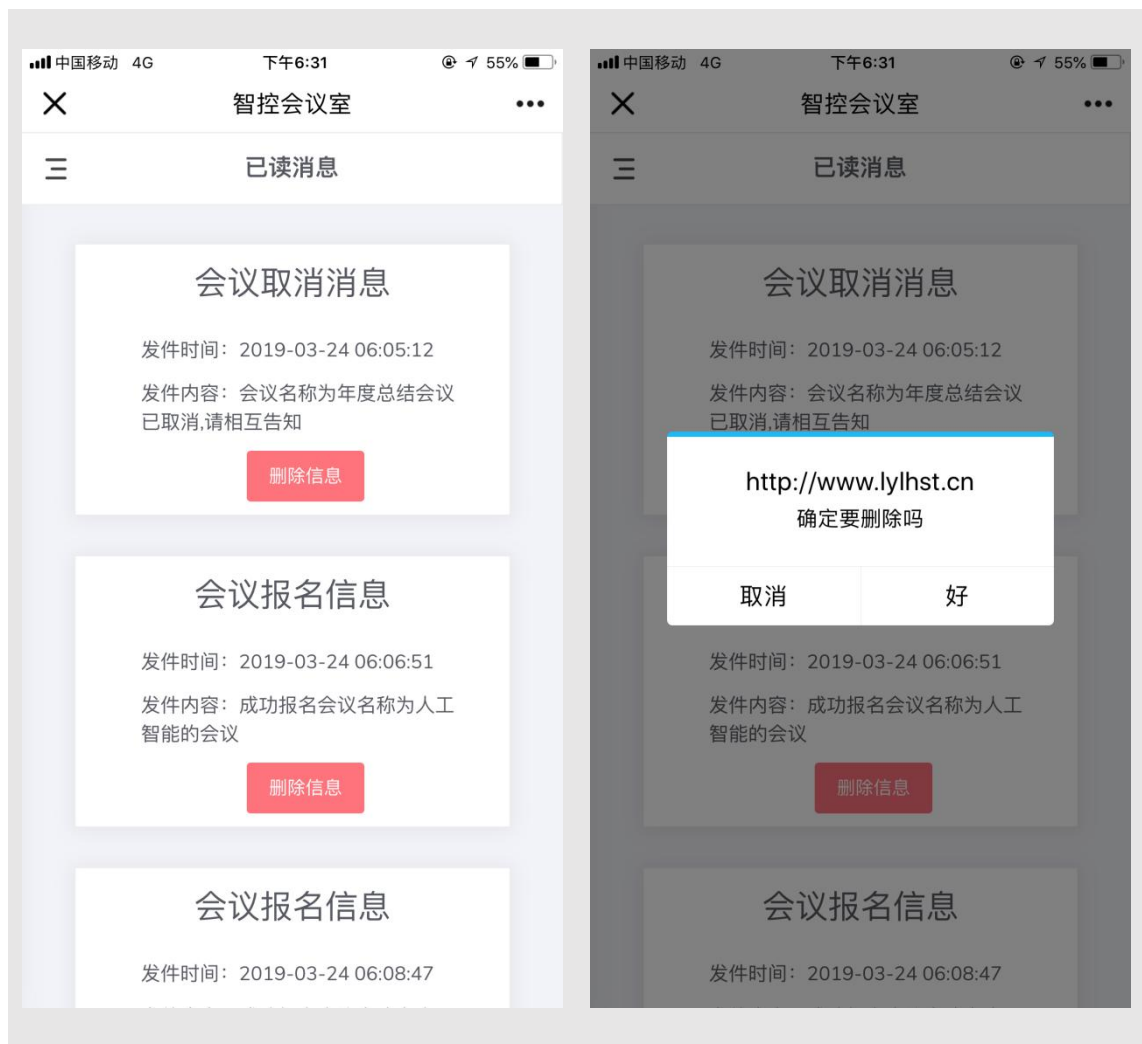 中国移动 4G 下午6:31 55%
智控会议室
已读消息
会议取消消息
发件时间：2019-03-24 06:05:12
发件内容：会议名称为年度总结会议
已取消,请相互告知
删除信息
会议报名信息
发件时间：2019-03-24 06:06:51
发件内容：成功报名会议名称为人工
智能的会议
删除信息
会议报名信息
发件时间：2019-03-24 06:08:47
中国移动 4G 下午6:31 55%
智控会议室
已读消息
会议取消消息
发件时间：2019-03-24 06:05:12
发件内容：会议名称为年度总结会议
已取消,请相互告知
http://www.lylhst.cn
确定要删除吗
取消 好
发件时间：2019-03-24 06:06:51
发件内容：成功报名会议名称为人工
智能的会议
删除信息
会议报名信息
发件时间：2019-03-24 06:08:47